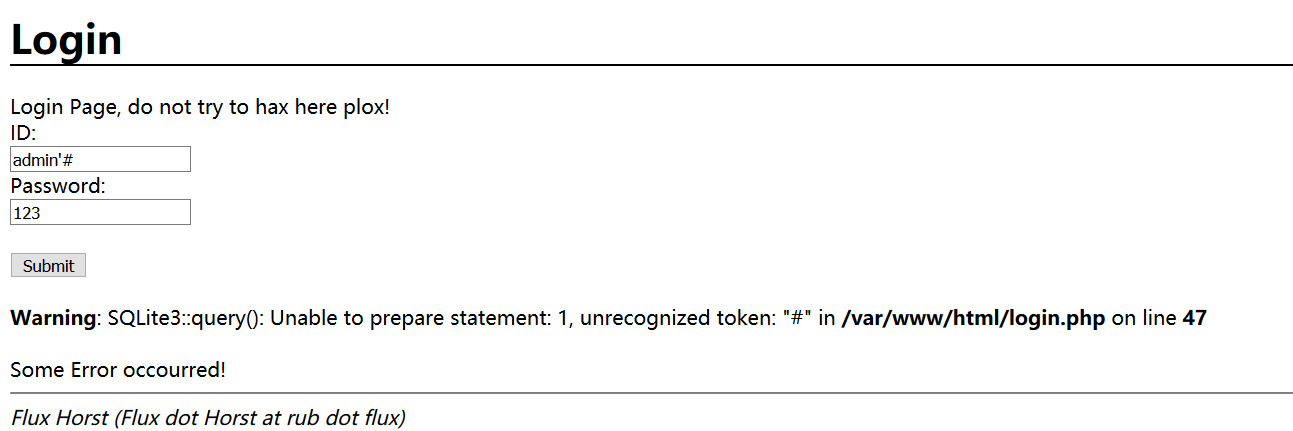 Login
Login Page, do not try to hax here plox!
ID:
admin'#
Password:
123
Submit
Warning: SQLite3::query(): Unable to prepare statement: 1, unrecognized token: "#" in /var/www/html/login.php on line 47
Some Error occourred!
Flux Horst (Flux dot Horst at rub dot flux)